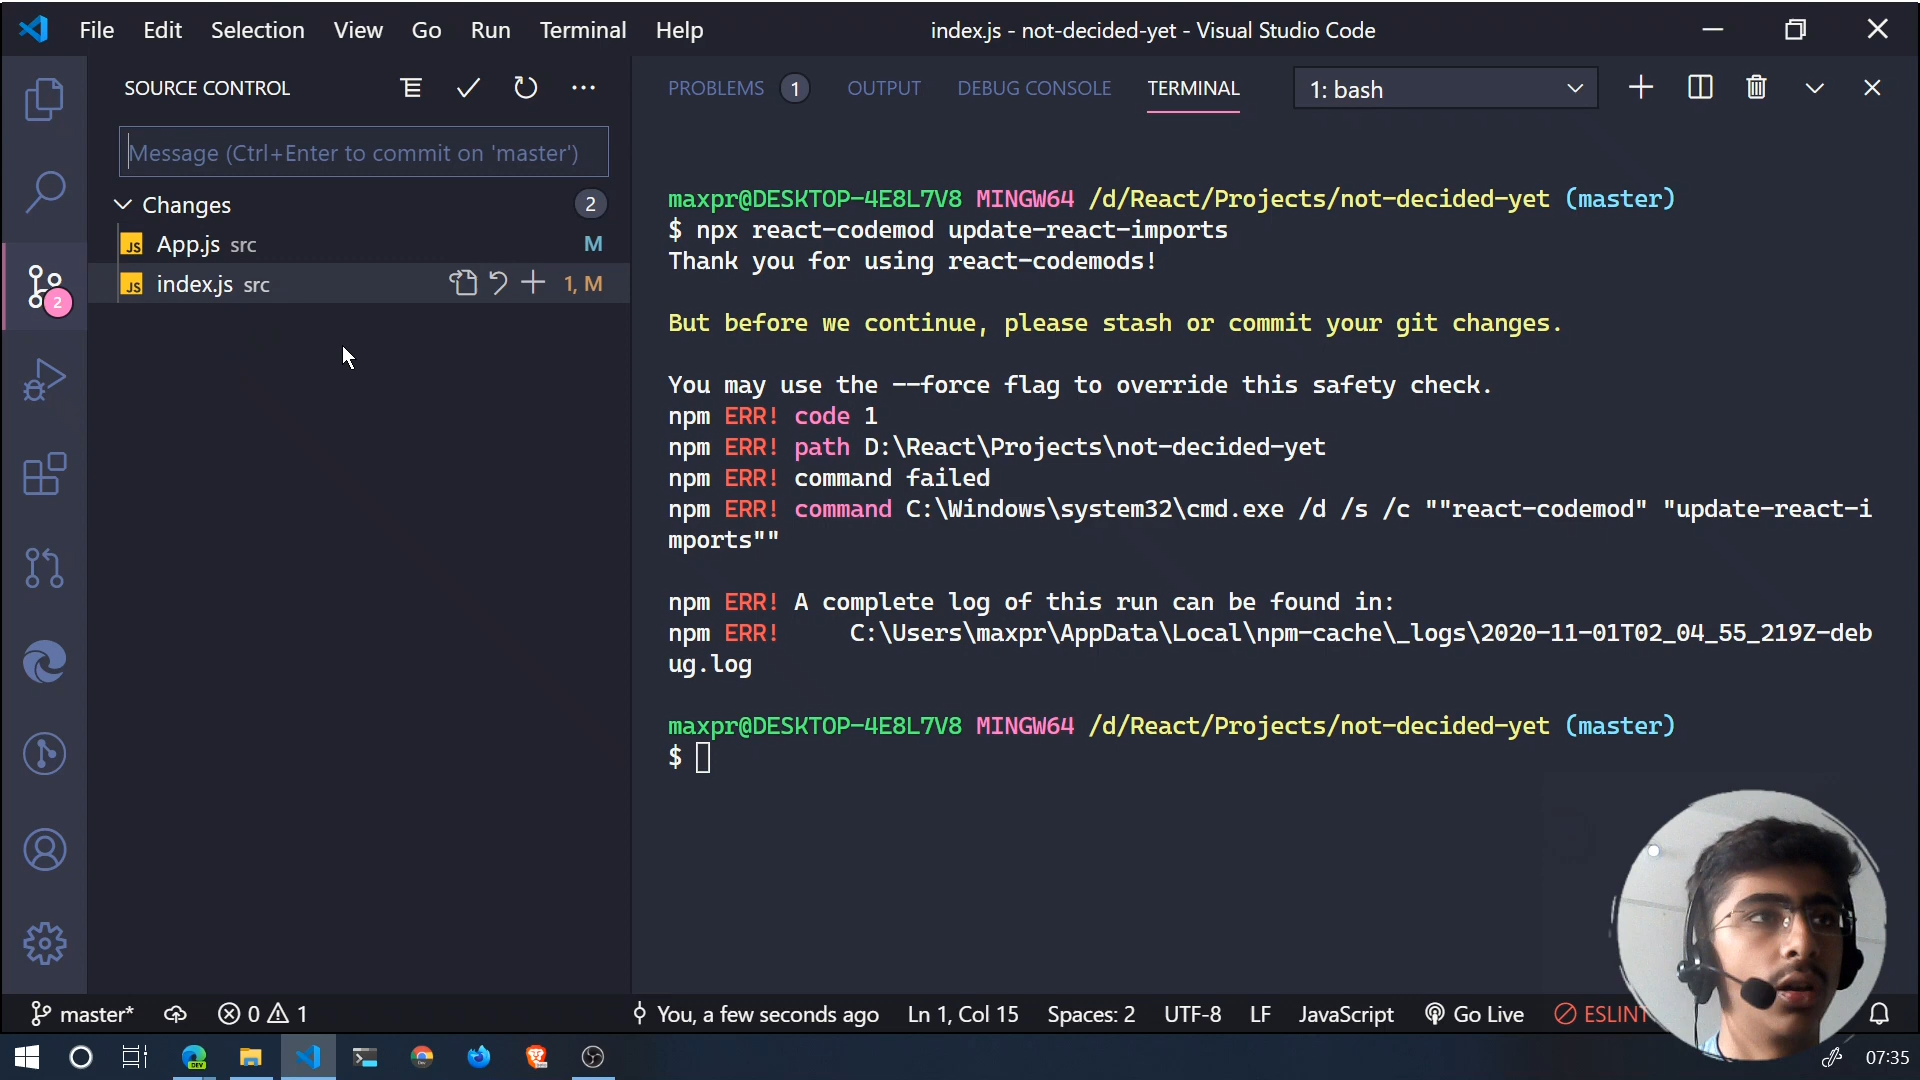 File Edit Selection View Go Run Terminal Help
index.js - not-decided-yet - Visual Studio Code
SOURCE CONTROL
Message (Ctrl+Enter to commit on 'master')
Changes 2
JS App.js src M
JS index.js src 1, M
2
PROBLEMS 1 OUTPUT DEBUG CONSOLE TERMINAL 1: bash
maxpr@DESKTOP-4E8L7V8 MINGW64 /d/React/Projects/not-decided-yet (master)
$ npx react-codemod update-react-imports
Thank you for using react-codemods!
But before we continue, please stash or commit your git changes.
You may use the --force flag to override this safety check.
npm ERR! code 1
npm ERR! path D:\React\Projects\not-decided-yet
npm ERR! command failed
npm ERR! command C:\Windows\system32\cmd.exe /d /s /c ""react-codemod" "update-react-i
mports""
npm ERR! A complete log of this run can be found in:
npm ERR!     C:\Users\maxpr\AppData\Local\npm-cache\_logs\2020-11-01T02_04_55_219Z-deb
ug.log
maxpr@DESKTOP-4E8L7V8 MINGW64 /d/React/Projects/not-decided-yet (master)
$
master* 0 1 You, a few seconds ago Ln 1, Col 15 Spaces: 2 UTF-8 LF JavaScript Go Live ESLINT
DEV 07:35